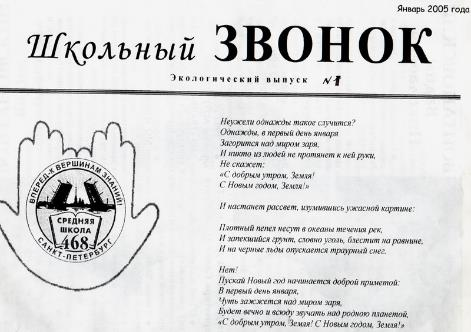 Январь 2005 года
Школьный ЗВОНОК
Экологический выпуск №1
ВПЕРЕД К ВЕРШИНАМ ЗНАНИЙ!
СРЕДНЯЯ
ШКОЛА
468
САНКТ-ПЕТЕРБУРГ
Неужели однажды такое случится?
Однажды, в первый день января
Загорится над миром заря,
И никто из людей не протянет к ней руки,
Не скажет:
«С добрым утром, Земля!
С Новым годом, Земля!»
И настанет рассвет, изумившись ужасной картине:
Плотный пепел несут в океаны течения рек,
И запекшийся грунт, словно уголь, блестит на равнине,
И на черные льды опускается траурный снег.
Нет!
Пускай Новый год начинается доброй приметой:
В первый день января,
Чуть зажжется над миром заря,
Будет вечно и всюду звучать над родною планетой,
«С добрым утром, Земля! С Новым годом, Земля!»